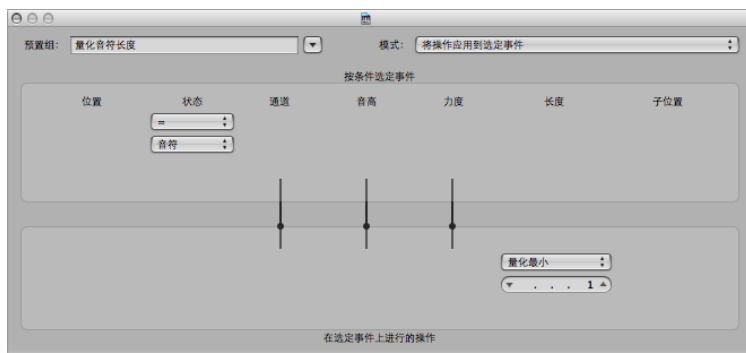 预置组: 量化音符长度 模式: 将操作应用到选定事件
按条件选定事件
位置 状态 通道 音高 力度 长度 子位置
=
音符
量化最小
. . . 1
在选定事件上进行的操作